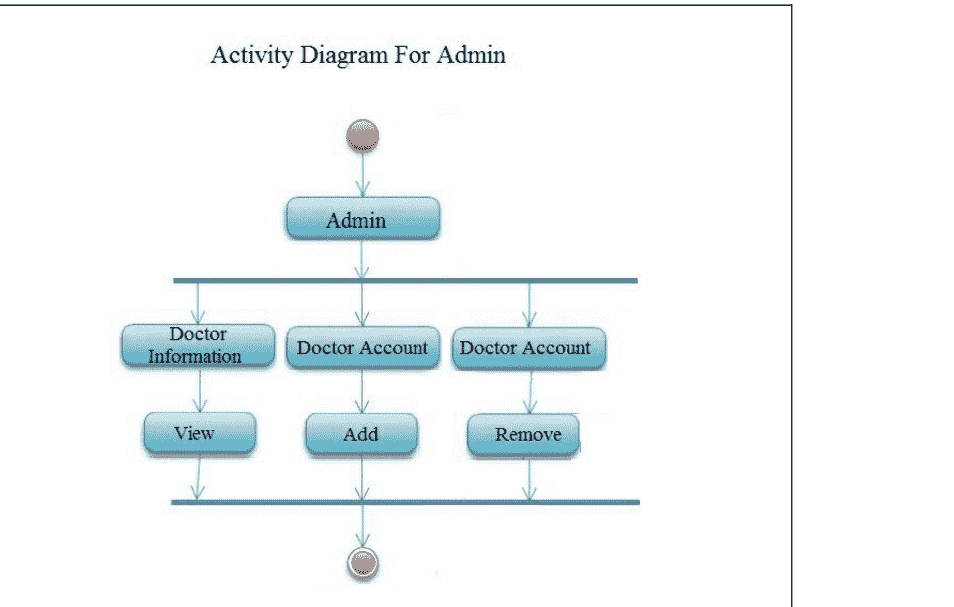 Activity Diagram For Admin
Admin
Doctor
Information
Doctor Account
Doctor Account
View
Add
Remove